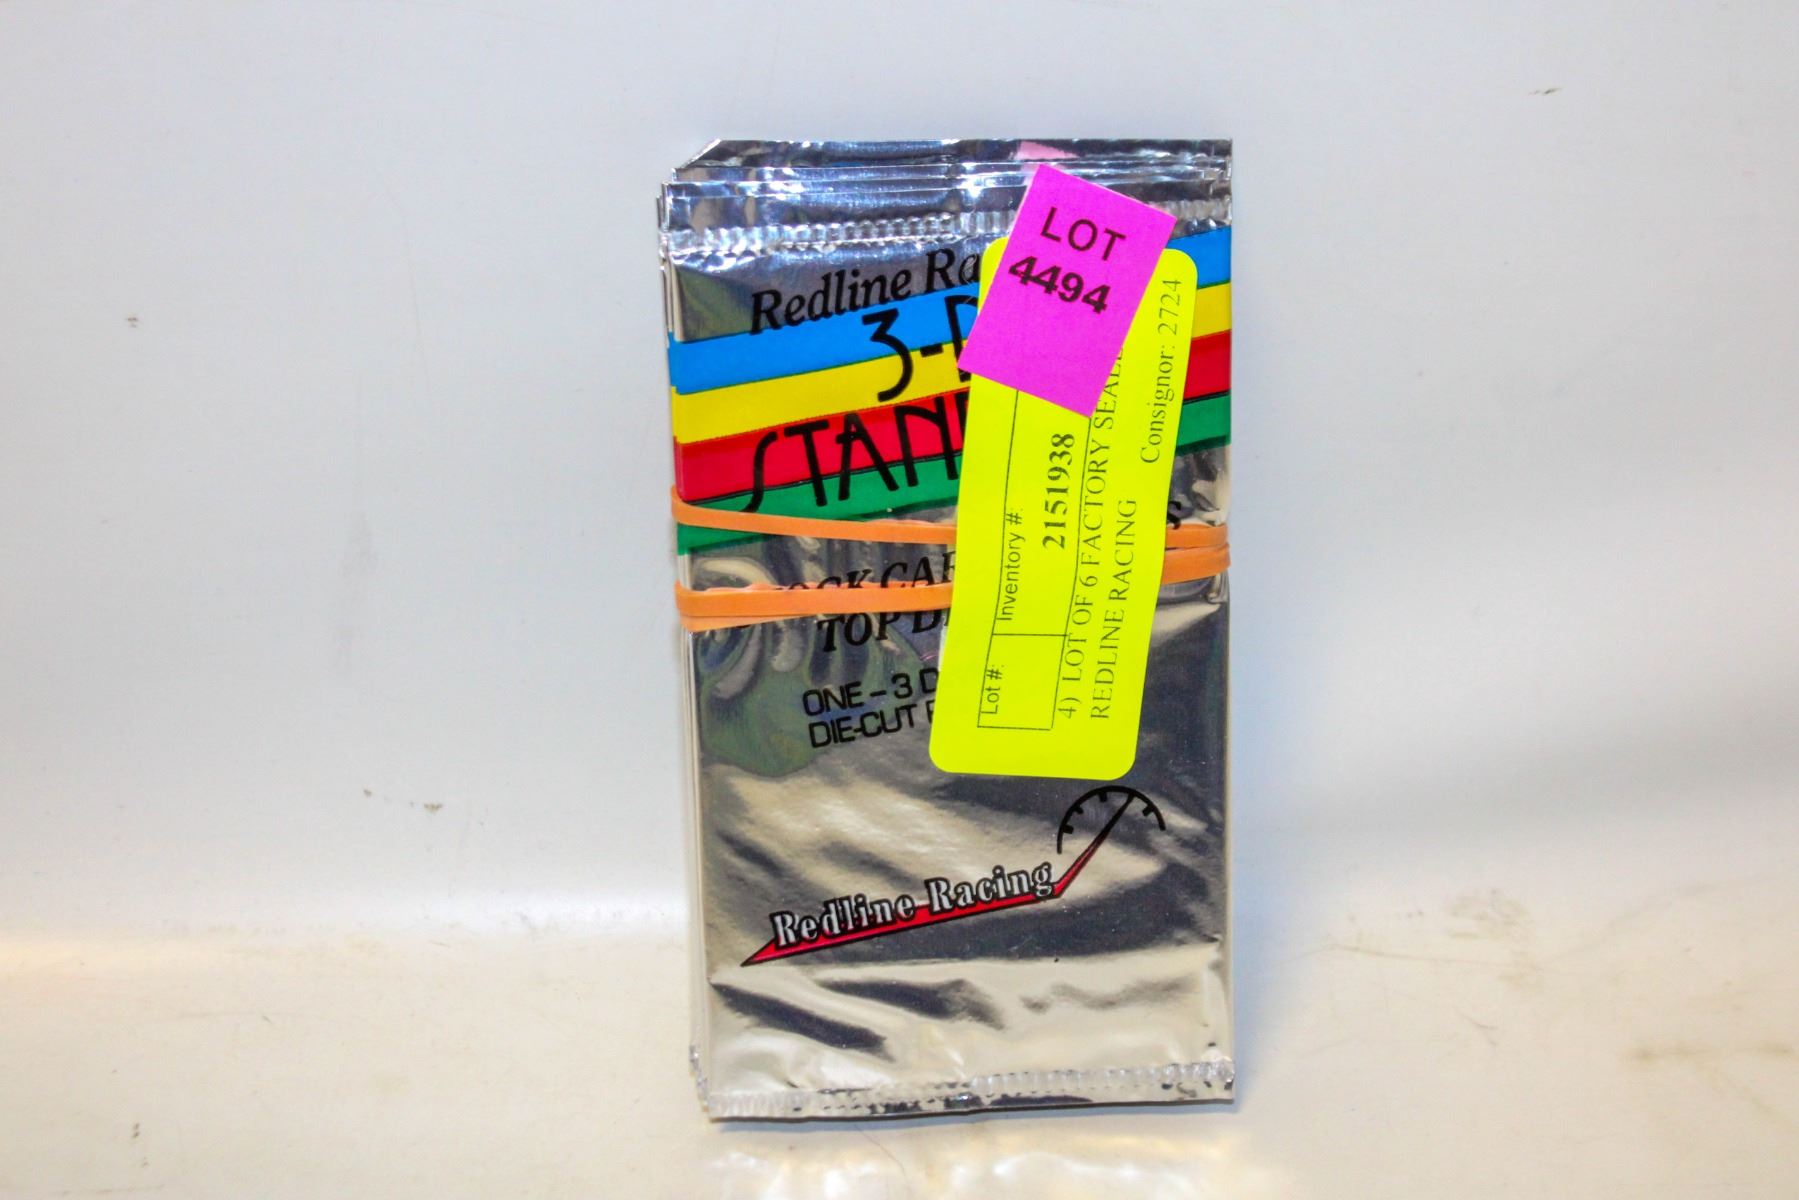 Redline Ra
3-D
STAN
OCK CAR
TOP D
ONE - 3 D
DIE-CUT
Redline Racing
LOT
4494
Lot #:
Inventory #:
2151938
4) LOT OF 6 FACTORY SEALE
REDLINE RACING
Consignor: 2724